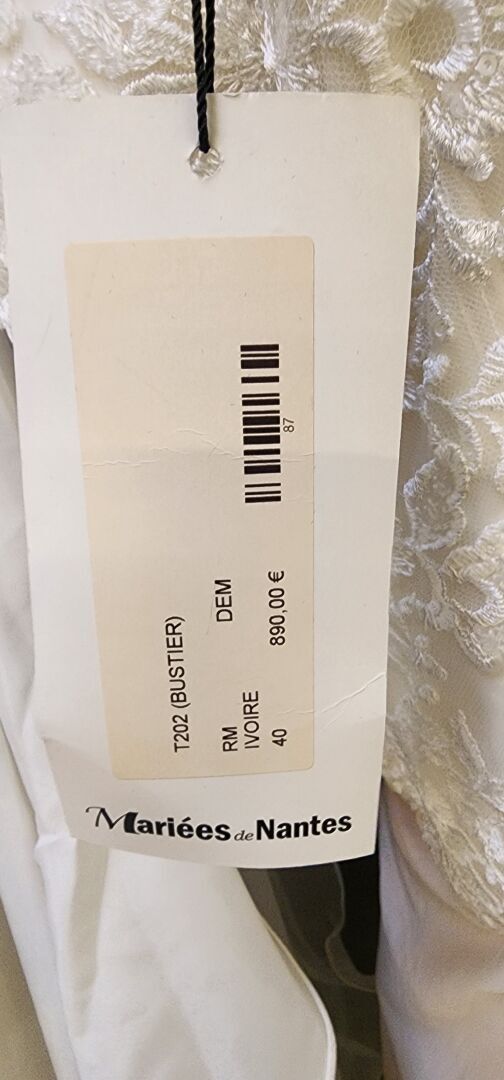 T202 (BUSTIER)
RM DEM
IVOIRE
40 890,00 €
87
Mariées de Nantes